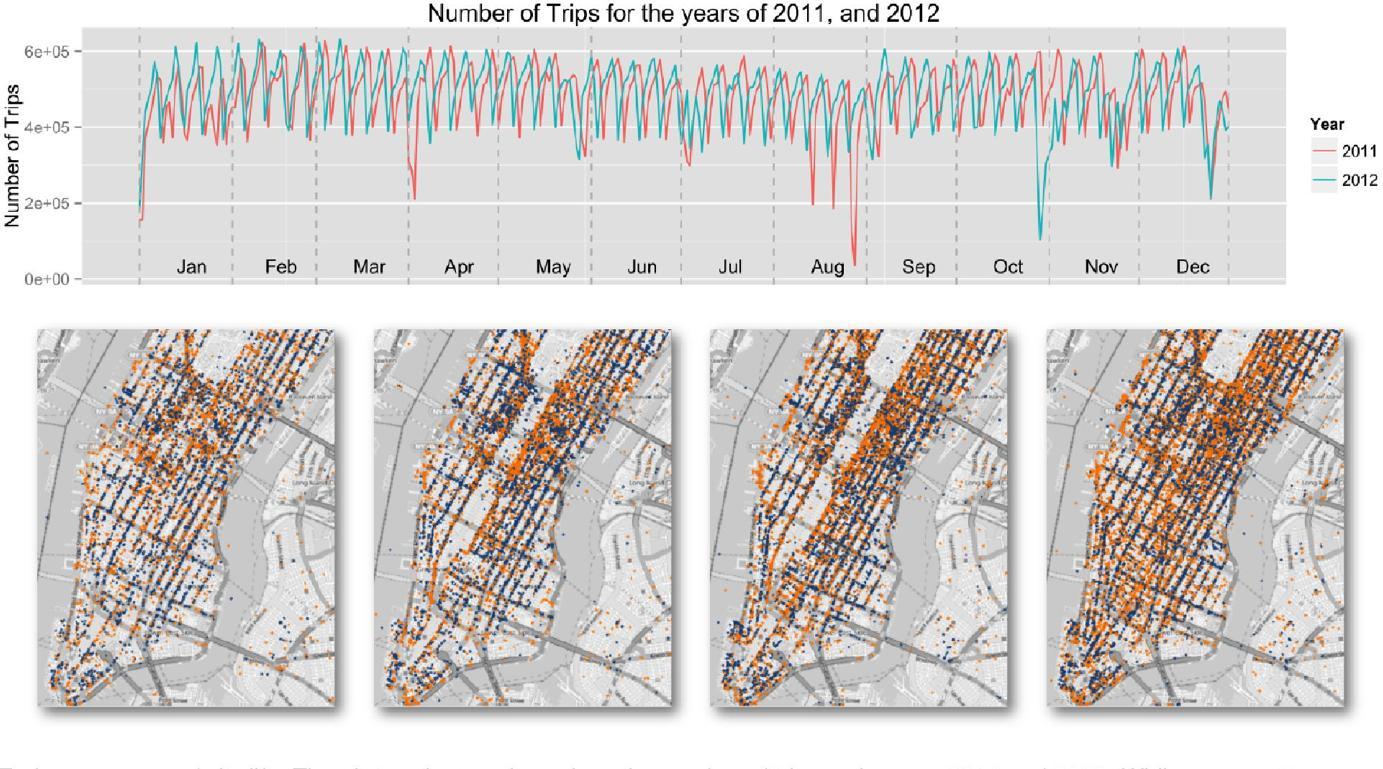 Number of Trips for the years of 2011, and 2012
Number of Trips
6e+05
4e+05
2e+05
0e+00
Jan Feb Mar Apr May Jun Jul Aug Sep Oct Nov Dec
Year
2011
2012